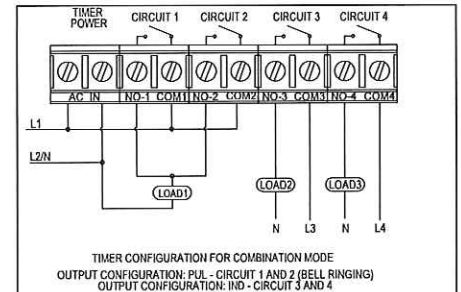 TIMER POWER
CIRCUIT 1
CIRCUIT 2
CIRCUIT 3
CIRCUIT 4
AC IN NO-1 COM1 NO-2 COM2 NO-3 COM3 NO-4 COM4
L1
L2/N
LOAD1
LOAD2
LOAD3
N L3 N L4
TIMER CONFIGURATION FOR COMBINATION MODE
OUTPUT CONFIGURATION: PUL - CIRCUIT 1 AND 2 (BELL RINGING)
OUTPUT CONFIGURATION: IND - CIRCUIT 3 AND 4